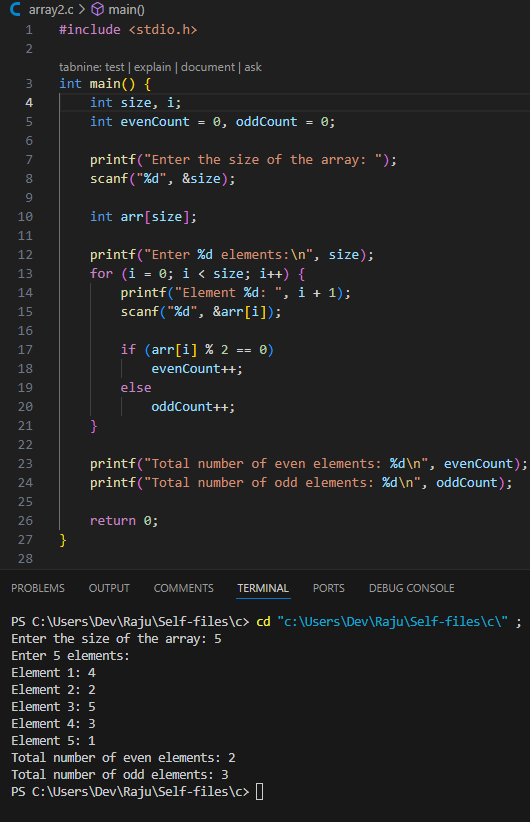 array2.c > main()
1 #include <stdio.h>
2
tabnine: test | explain | document | ask
3 int main() {
4     int size, i;
5     int evenCount = 0, oddCount = 0;
6
7     printf("Enter the size of the array: ");
8     scanf("%d", &size);
9
10     int arr[size];
11
12     printf("Enter %d elements:\n", size);
13     for (i = 0; i < size; i++) {
14         printf("Element %d: ", i + 1);
15         scanf("%d", &arr[i]);
16
17         if (arr[i] % 2 == 0)
18             evenCount++;
19         else
20             oddCount++;
21     }
22
23     printf("Total number of even elements: %d\n", evenCount);
24     printf("Total number of odd elements: %d\n", oddCount);
25
26     return 0;
27 }
28
PROBLEMS OUTPUT COMMENTS TERMINAL PORTS DEBUG CONSOLE
PS C:\Users\Dev\Raju\Self-files\c> cd "c:\Users\Dev\Raju\Self-files\c\" ;
Enter the size of the array: 5
Enter 5 elements:
Element 1: 4
Element 2: 2
Element 3: 5
Element 4: 3
Element 5: 1
Total number of even elements: 2
Total number of odd elements: 3
PS C:\Users\Dev\Raju\Self-files\c>